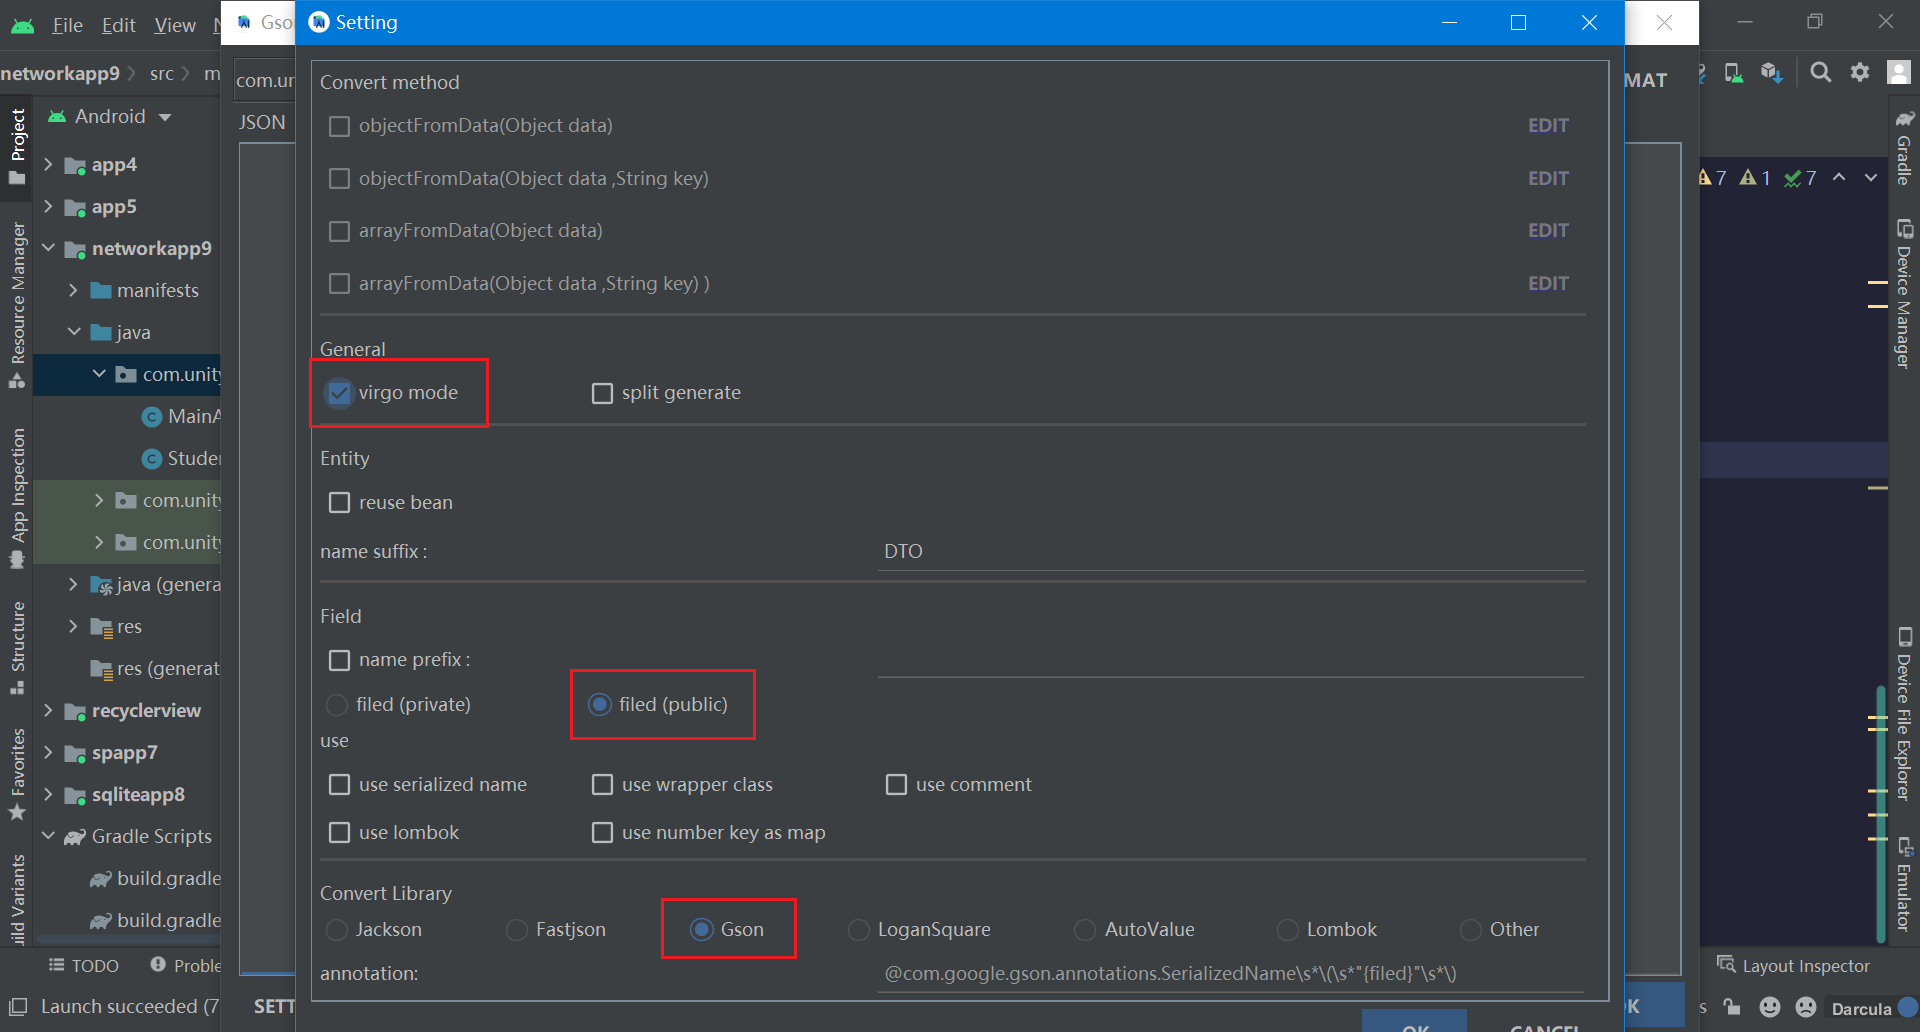 File Edit View
Gson
Setting
networkapp9 src
com.un
MAT
Convert method
Project
Android
JSON
objectFromData(Object data) EDIT
Gradle
app4
objectFromData(Object data ,String key) EDIT
7 1 7
app5
arrayFromData(Object data) EDIT
Resource Manager
networkapp9
Device Manager
manifests
arrayFromData(Object data ,String key) ) EDIT
java
General
com.unity
virgo mode split generate
MainA
Entity
Studen
App Inspection
com.unity
reuse bean
com.unity
name suffix : DTO
java (genera
Field
Structure
res
name prefix :
res (generat
Device File Explorer
recyclerview
filed (private) filed (public)
use
Favorites
spapp7
use serialized name use wrapper class use comment
sqliteapp8
use lombok use number key as map
Gradle Scripts
Convert Library
build.gradle
Build Variants
Emulator
build.gradle
Jackson Fastjson Gson LoganSquare AutoValue Lombok Other
TODO Proble
annotation: @com.google.gson.annotations.SerializedName\s*\(\s*"{filed}"\s*\)
Layout Inspector
Launch succeeded (7
SETT
OK CANCEL
OK
Darcula